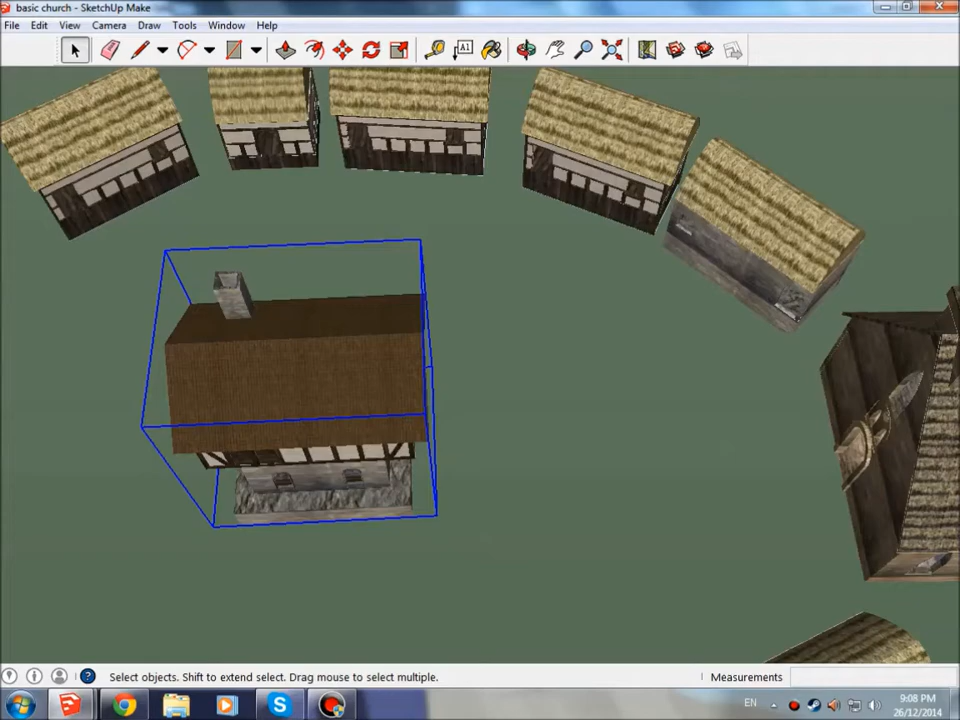 basic church - SketchUp Make
File Edit View Camera Draw Tools Window Help
A1
Select objects. Shift to extend select. Drag mouse to select multiple. Measurements
EN 9:08 PM
26/12/2014